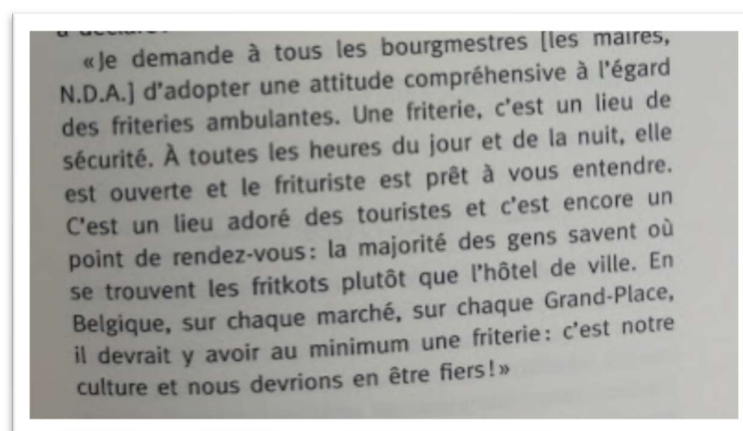 a déclaré :
«Je demande à tous les bourgmestres [les maires,
N.D.A.] d'adopter une attitude compréhensive à l'égard
des friteries ambulantes. Une friterie, c'est un lieu de
sécurité. À toutes les heures du jour et de la nuit, elle
est ouverte et le frituriste est prêt à vous entendre.
C'est un lieu adoré des touristes et c'est encore un
point de rendez-vous : la majorité des gens savent où
se trouvent les fritkots plutôt que l'hôtel de ville. En
Belgique, sur chaque marché, sur chaque Grand-Place,
il devrait y avoir au minimum une friterie : c'est notre
culture et nous devrions en être fiers!»